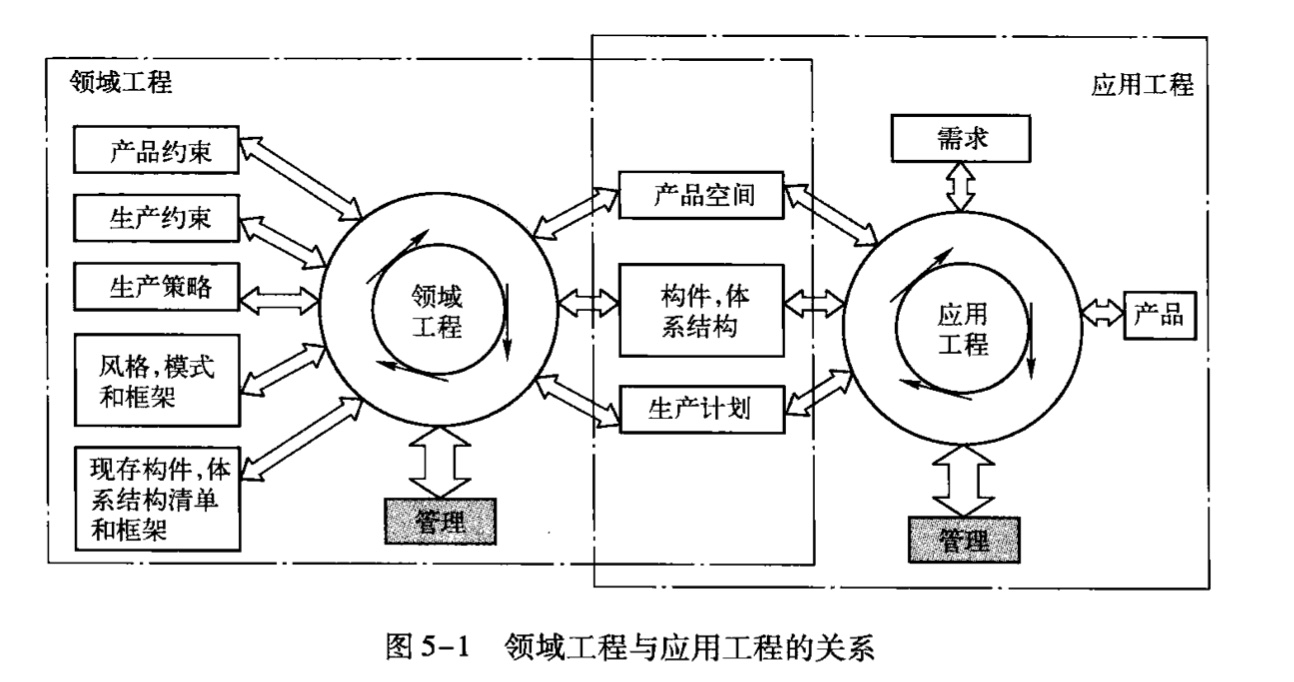 领域工程
应用工程
产品约束
生产约束
生产策略
风格,模式
和框架
现存构件,体
系结构清单
和框架
领域
工程
管理
产品空间
构件,体
系结构
生产计划
需求
应用
工程
产品
管理
图 5-1 领域工程与应用工程的关系